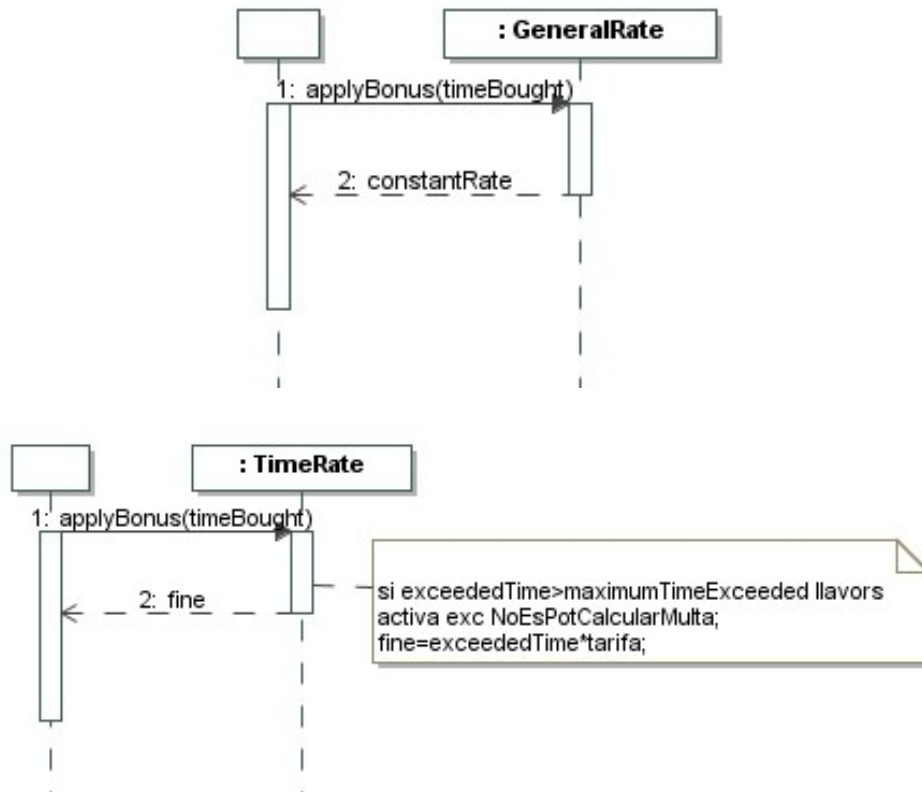 : GeneralRate
1: applyBonus(timeBought)
2: constantRate
: TimeRate
1: applyBonus(timeBought)
2: fine
si exceededTime>maximumTimeExceeded llavors
activa exc NoEsPotCalcularMulta;
fine=exceededTime*tarifa;